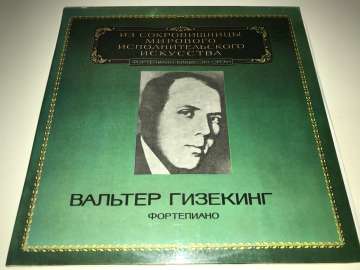 ИЗ СОКРОВИЩНИЦЫ
МИРОВОГО
ИСПОЛНИТЕЛЬСКОГО
ИСКУССТВА
ВАЛЬТЕР ГИЗЕКИНГ
ФОРТЕПИАНО